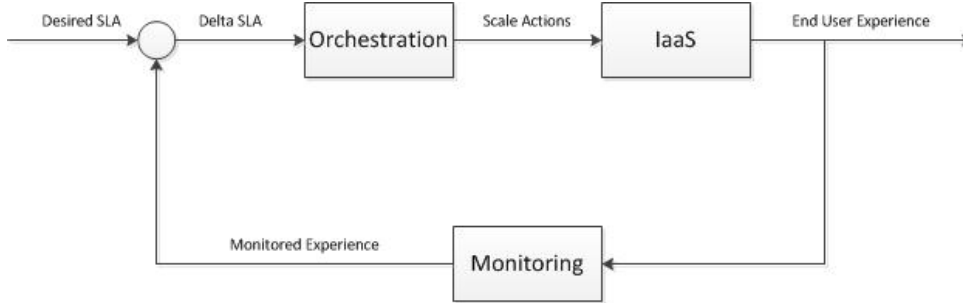 Desired SLA
Delta SLA
Orchestration
Scale Actions
IaaS
End User Experience
Monitored Experience
Monitoring